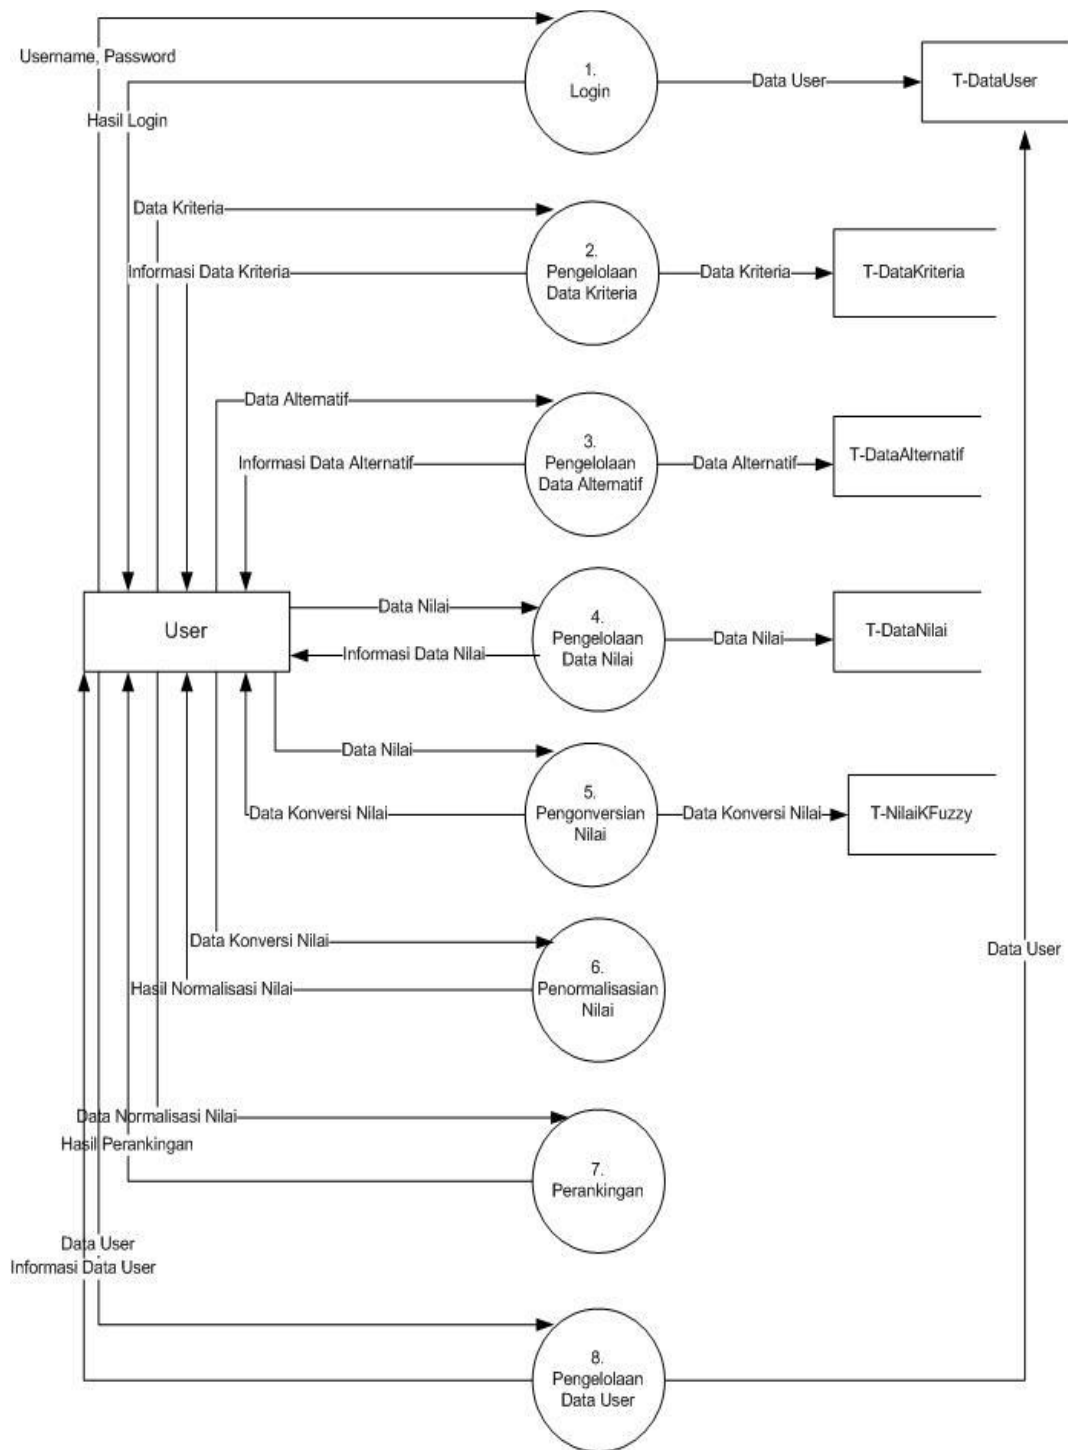 Username, Password
1.
Login
Data User
T-DataUser
Hasil Login
Data Kriteria
Informasi Data Kriteria
2.
Pengelolaan
Data Kriteria
Data Kriteria
T-DataKriteria
Data Alternatif
Informasi Data Alternatif
3.
Pengelolaan
Data Alternatif
Data Alternatif
T-DataAlternatif
User
Data Nilai
Informasi Data Nilai
4.
Pengelolaan
Data Nilai
Data Nilai
T-DataNilai
Data Nilai
Data Konversi Nilai
5.
Pengonversian
Nilai
Data Konversi Nilai
T-NilaiKFuzzy
Data Konversi Nilai
Hasil Normalisasi Nilai
6.
Penormalisasian
Nilai
Data User
Data Normalisasi Nilai
Hasil Perankingan
7.
Perankingan
Data User
Informasi Data User
8.
Pengelolaan
Data User